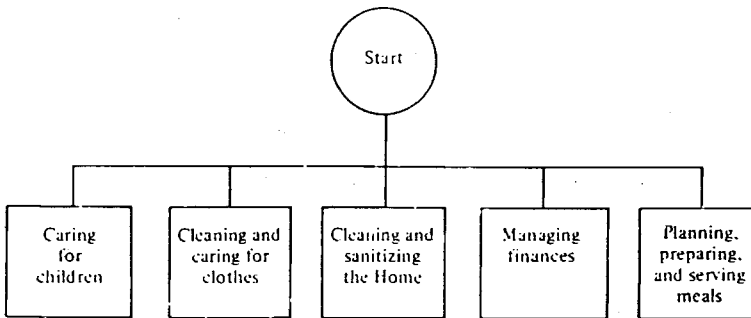 Start
Caring
for
children
Cleaning and
caring for
clothes
Cleaning and
sanitizing
the Home
Managing
finances
Planning,
preparing,
and serving
meals